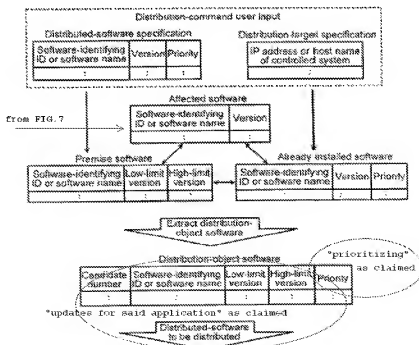 Distribution-command user input
Distributed-software specification
Distribution-target specification
Software-identifying ID or software name
Version
Priority
IP address or host name of controlled system
:
:
:
:
Affected software
from FIG.7
Software-identifying ID or software name
Version
:
:
Premise software
Already installed software
Software-identifying ID or software name
Low-limit version
High-limit version
Software-identifying ID or software name
Version
Priority
:
:
:
:
:
:
Extract distribution-object software
Distribution-object software
"prioritizing" as claimed
Candidate number
Software-identifying ID or software name
Low-limit version
High-limit version
Priority
:
:
:
:
:
"updates for said application" as claimed
Distributed-software to be distributed